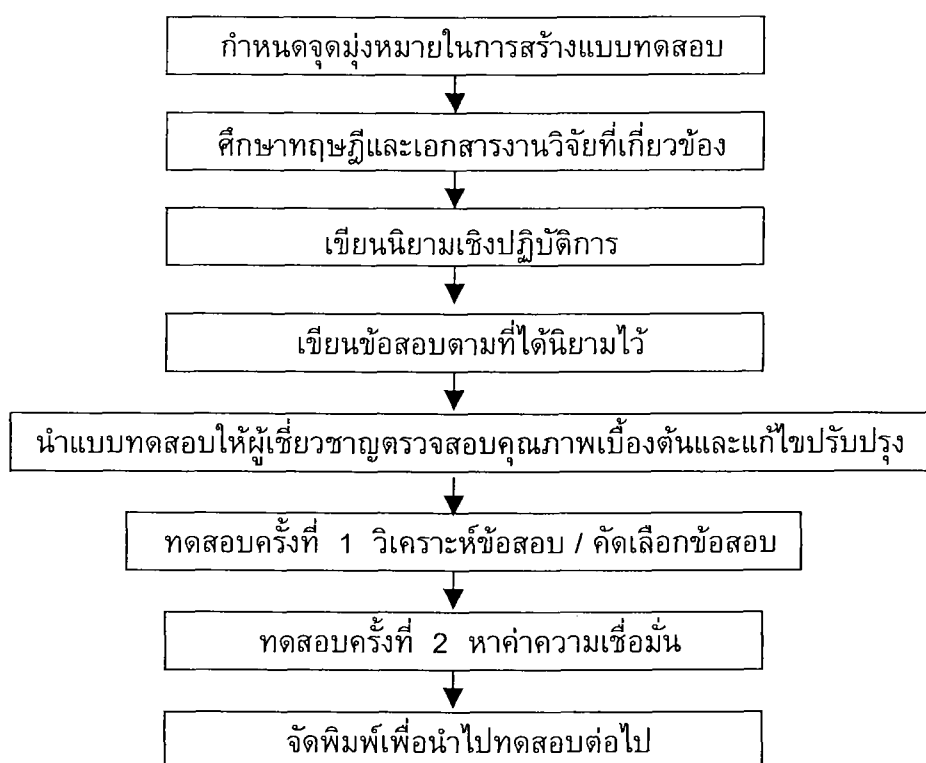 กำหนดจุดมุ่งหมายในการสร้างแบบทดสอบ
ศึกษาทฤษฎีและเอกสารงานวิจัยที่เกี่ยวข้อง
เขียนนิยามเชิงปฏิบัติการ
เขียนข้อสอบตามที่ได้นิยามไว้
นำแบบทดสอบให้ผู้เชี่ยวชาญตรวจสอบคุณภาพเบื้องต้นและแก้ไขปรับปรุง
ทดสอบครั้งที่ 1 วิเคราะห์ข้อสอบ / คัดเลือกข้อสอบ
ทดสอบครั้งที่ 2 หาค่าความเชื่อมั่น
จัดพิมพ์เพื่อนำไปทดสอบต่อไป